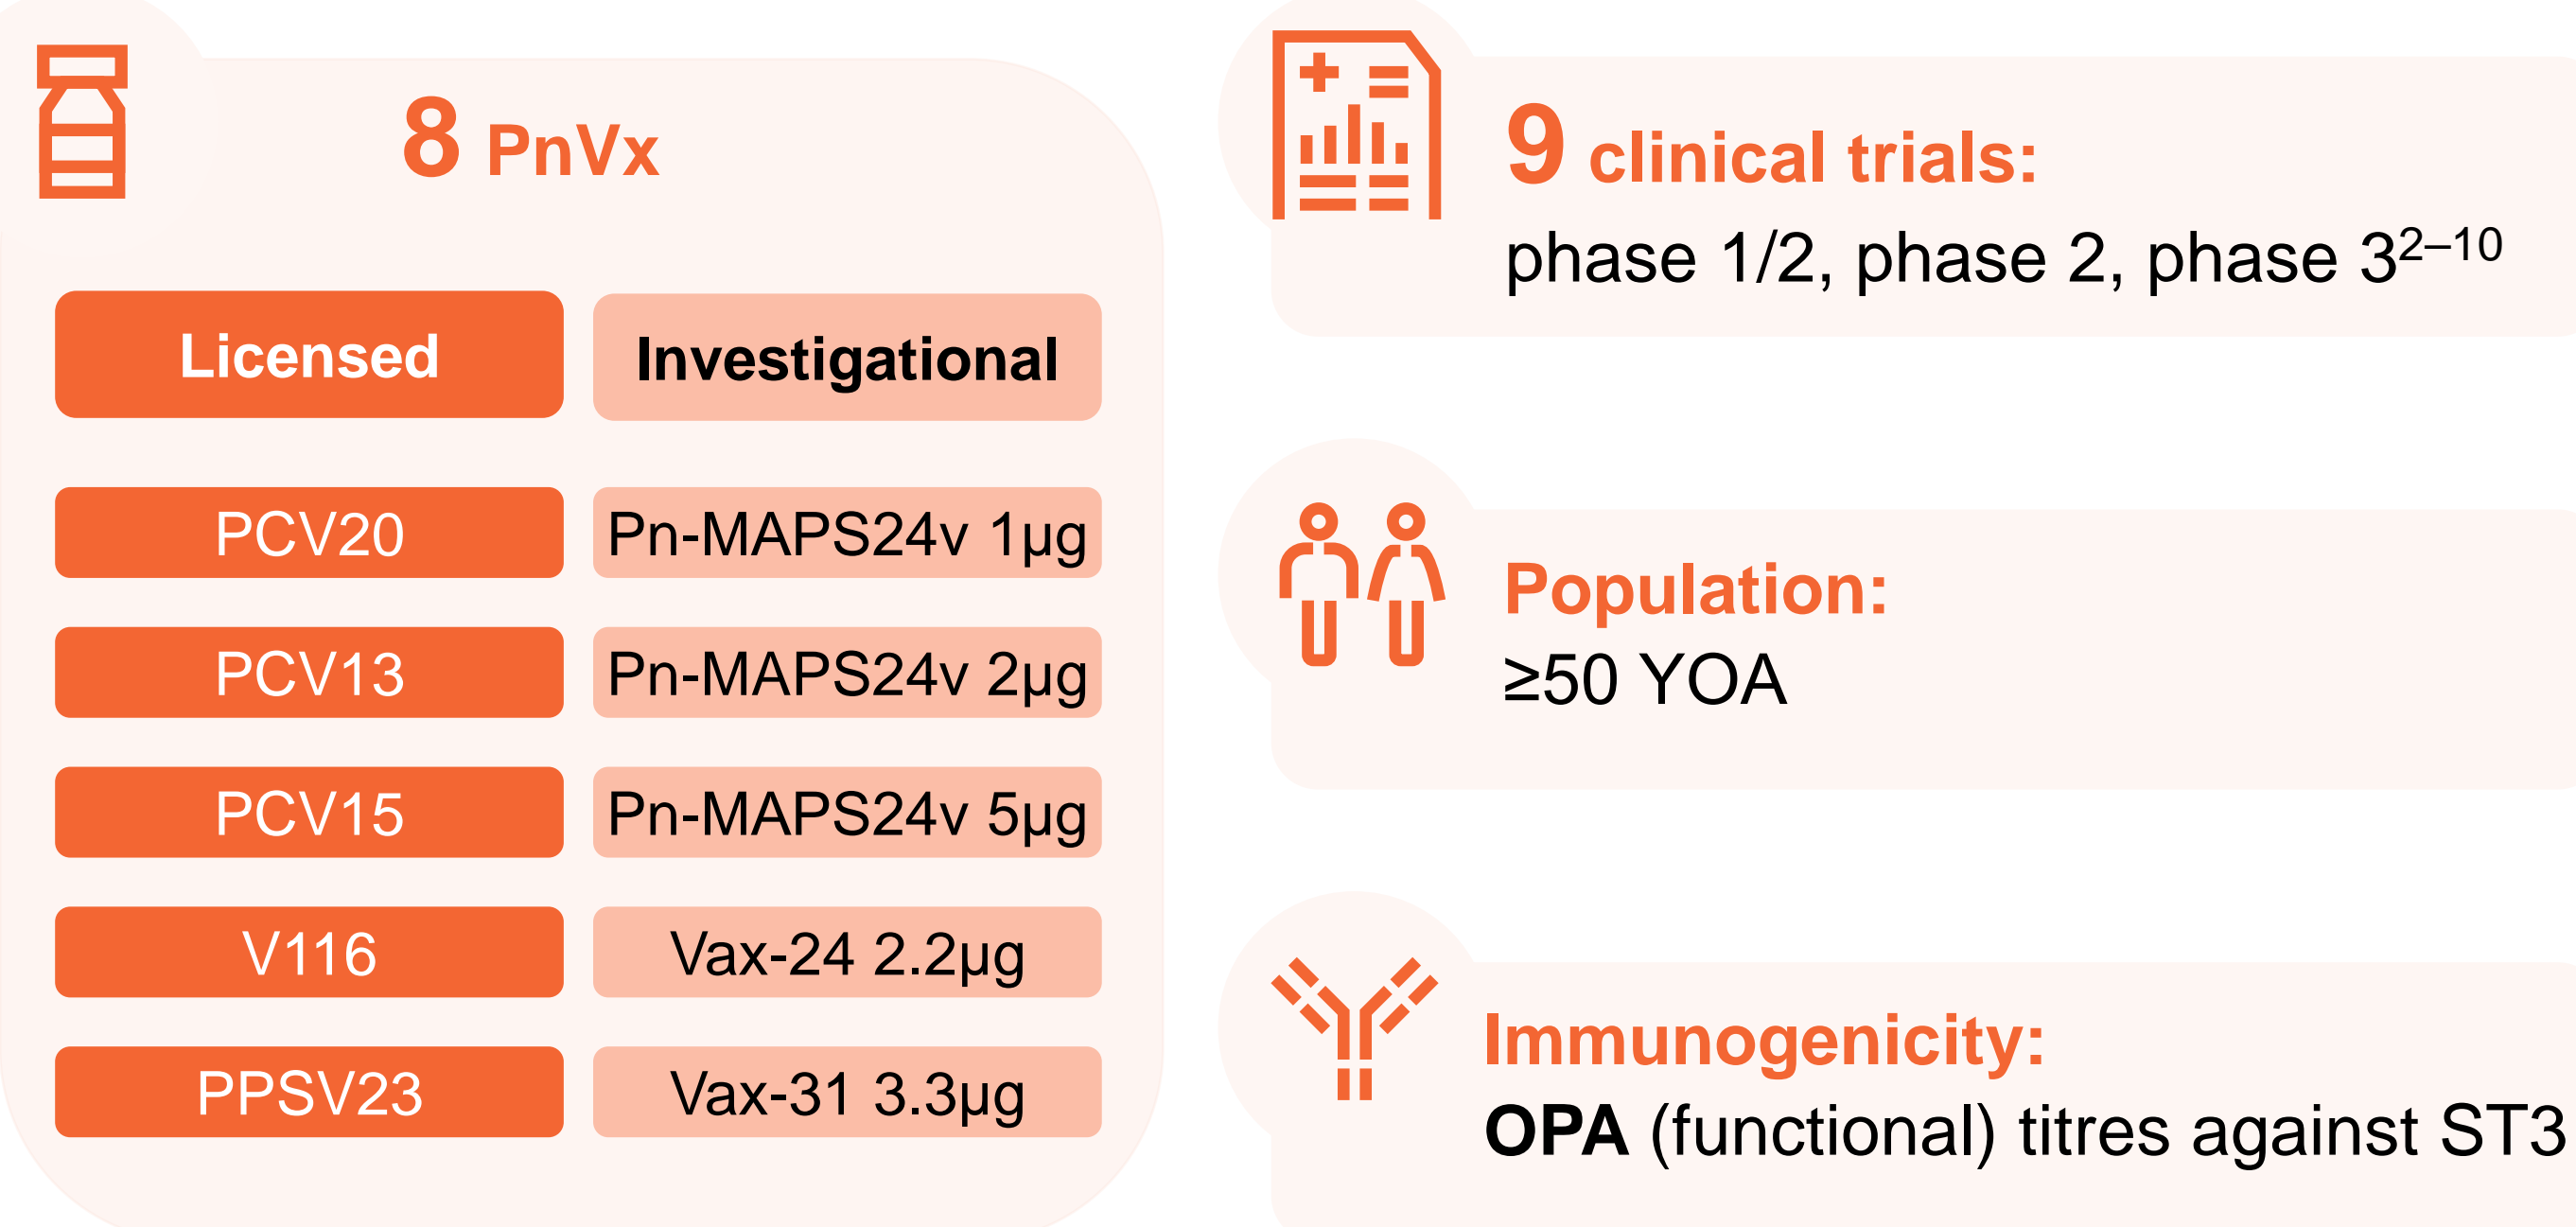 8 PnVx
Licensed
Investigational
PCV20
Pn-MAPS24v 1µg
PCV13
Pn-MAPS24v 2µg
PCV15
Pn-MAPS24v 5µg
V116
Vax-24 2.2µg
PPSV23
Vax-31 3.3µg
9 clinical trials:
phase 1/2, phase 2, phase 3²⁻¹⁰
Population:
≥50 YOA
Immunogenicity:
OPA (functional) titres against ST3